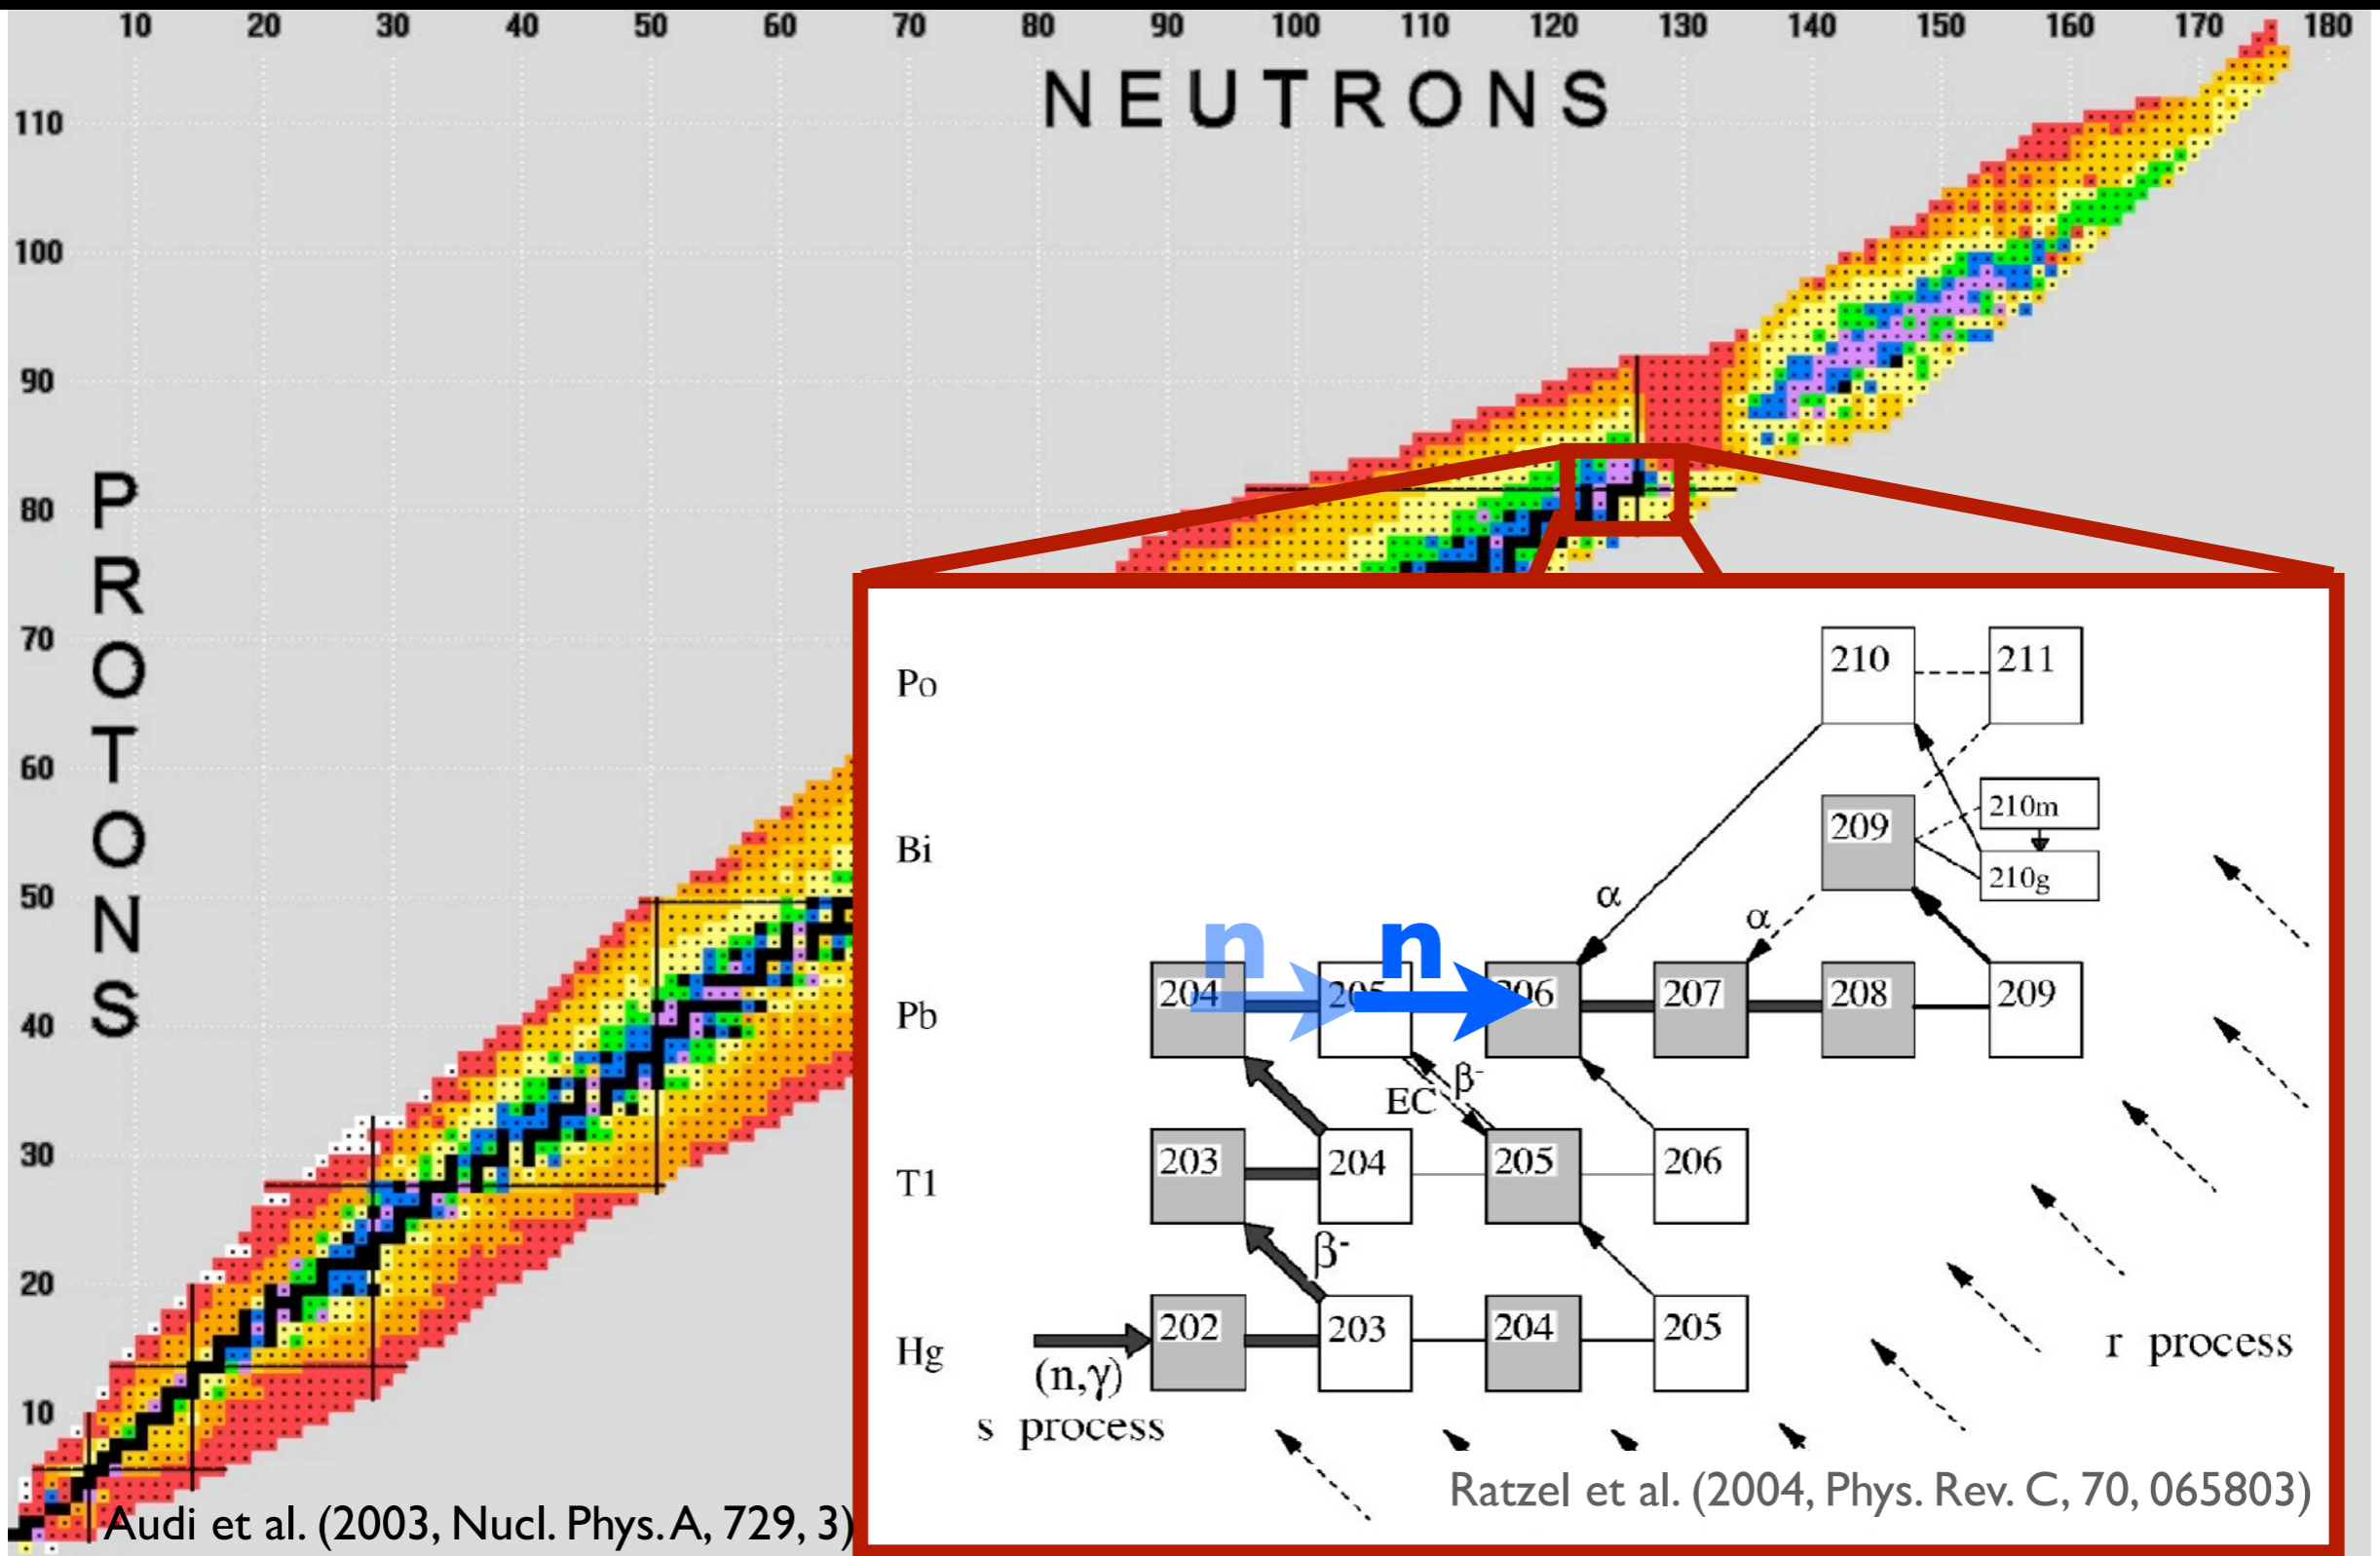 10 20 30 40 50 60 70 80 90 100 110 120 130 140 150 160 170 180
NEUTRONS
110
100
90
80
70
60
50
40
30
20
10
PROTONS
Po
210
211
Bi
209
210m
210g
α
α
n
n
Pb
204
205
206
207
208
209
EC
β-
Tl
203
204
205
206
β-
Hg
202
203
204
205
(n,γ)
s process
r process
Ratzel et al. (2004, Phys. Rev. C, 70, 065803)
Audi et al. (2003, Nucl. Phys. A, 729, 3)